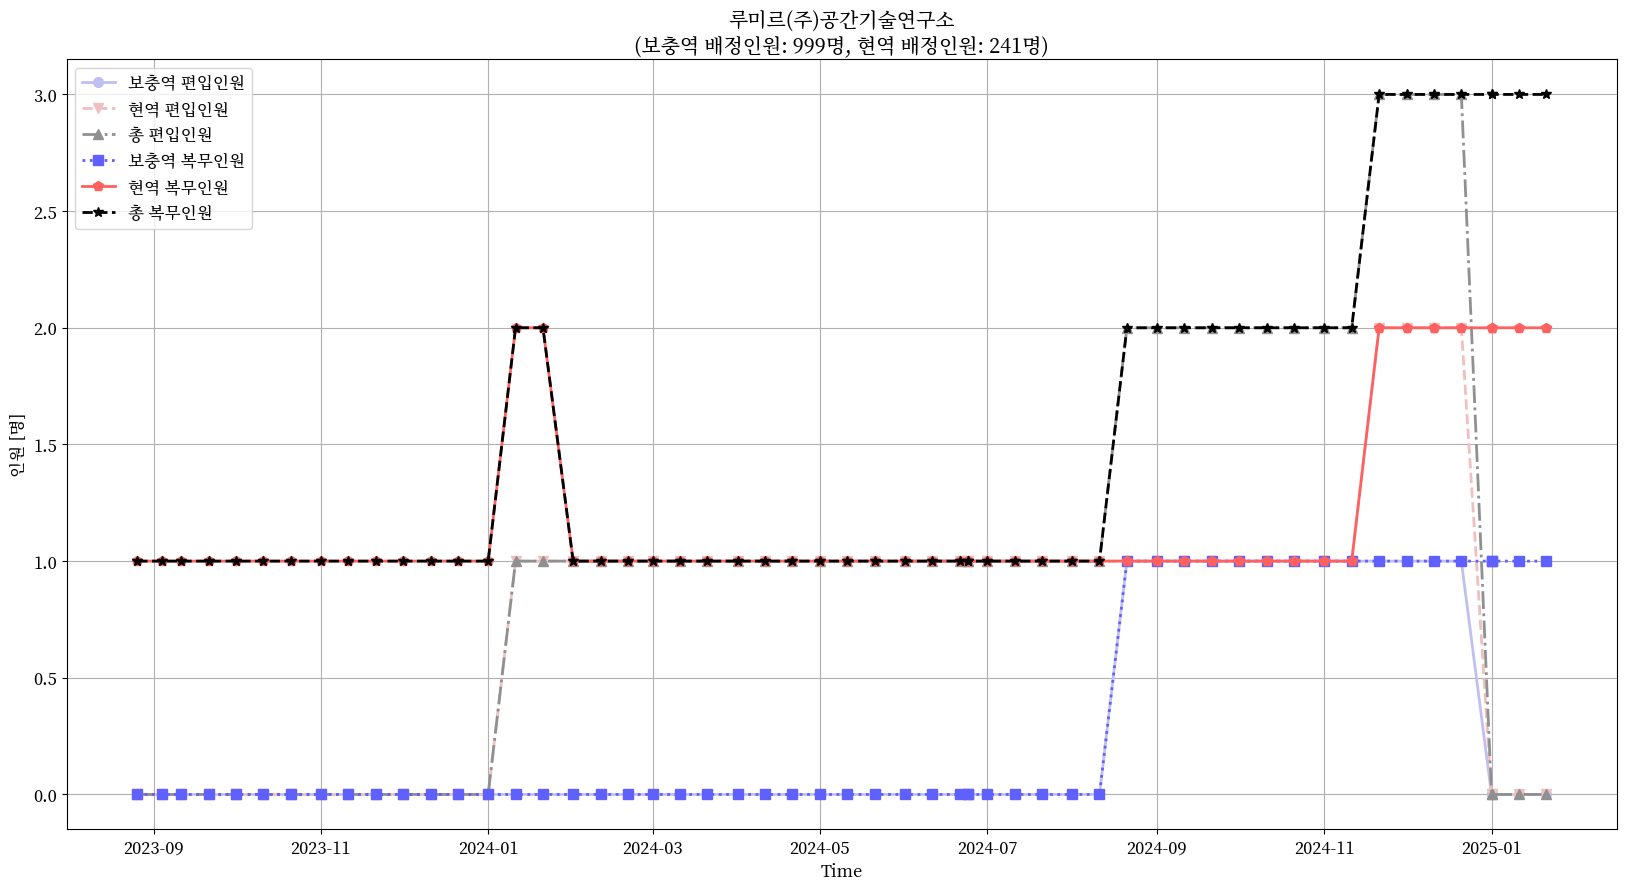 루미르(주)공간기술연구소
(보충역 배정인원: 999명, 현역 배정인원: 241명)
보충역 편입인원
현역 편입인원
총 편입인원
보충역 복무인원
현역 복무인원
총 복무인원
3.0
2.5
2.0
1.5
1.0
0.5
0.0
인원 [명]
2023-09
2023-11
2024-01
2024-03
2024-05
2024-07
2024-09
2024-11
2025-01
Time